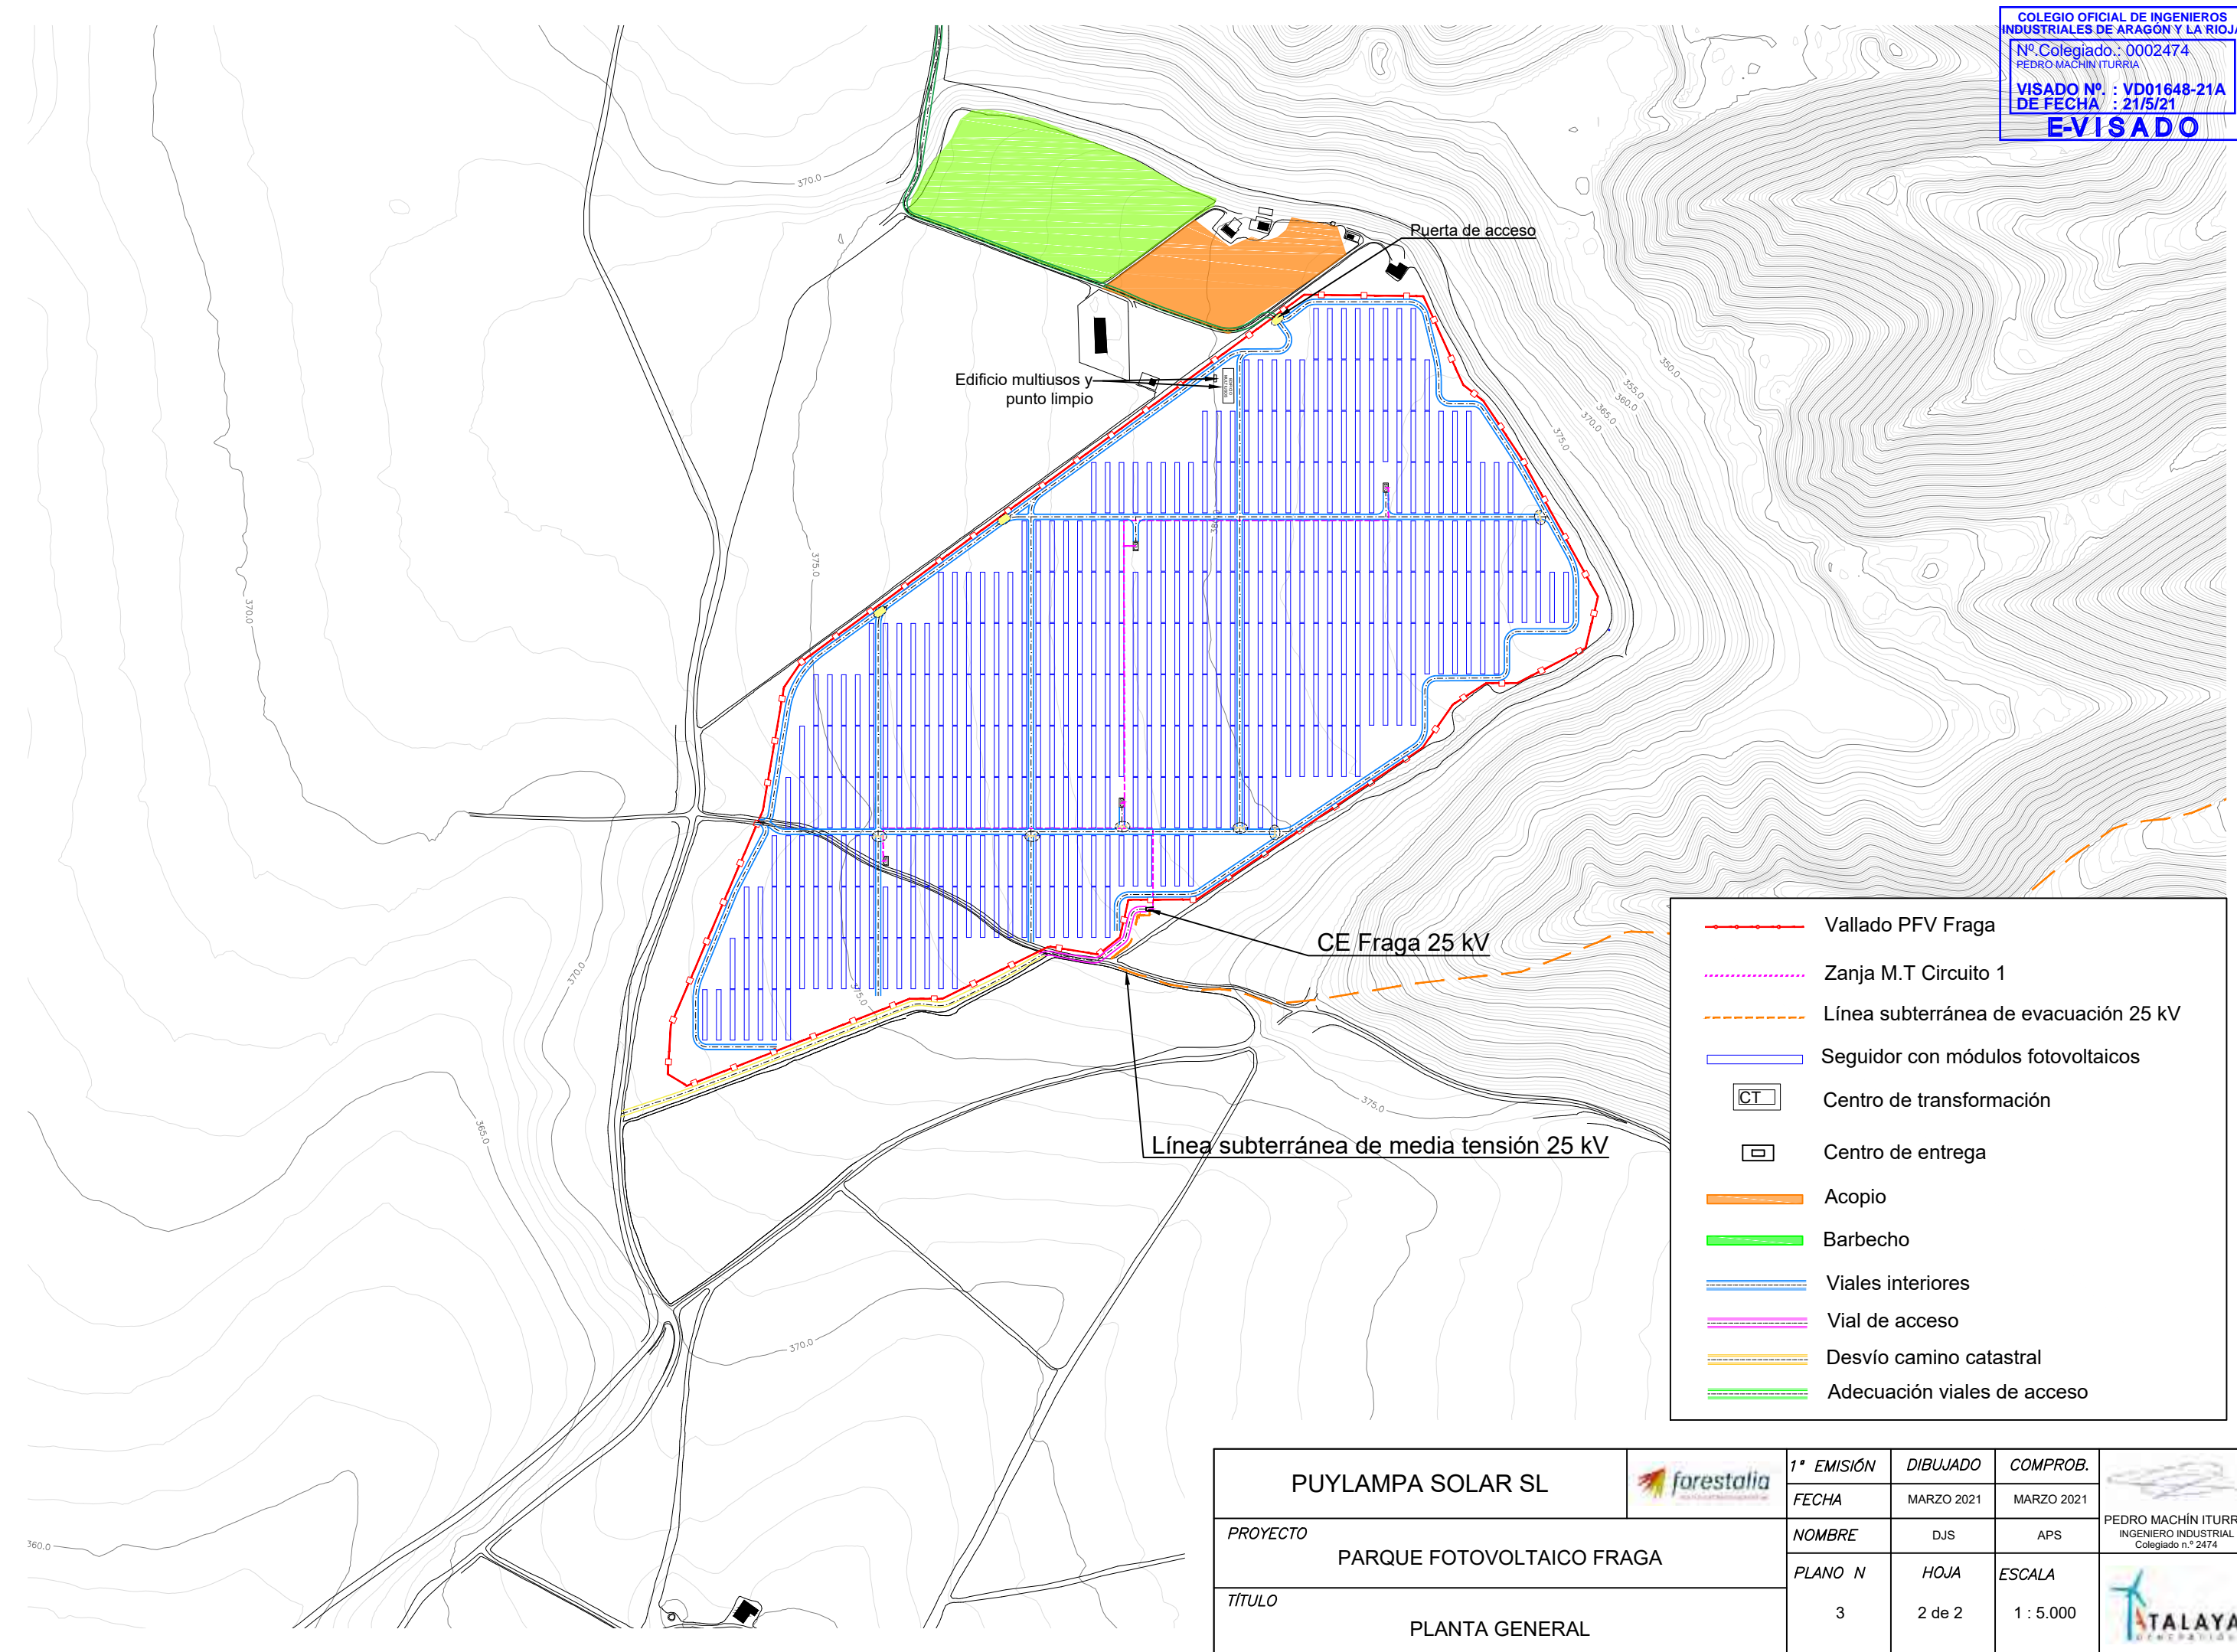 COLEGIO OFICIAL DE INGENIEROS
INDUSTRIALES DE ARAGÓN Y LA RIOJA
Nº.Colegiado.: 0002474
PEDRO MACHIN ITURRIA
VISADO Nº. : VD01648-21A
DE FECHA : 21/5/21
E-VISADO
370.0
Puerta de acceso
Edificio multiusos y
punto limpio
350.0
355.0
360.0
365.0
370.0
375.0
375.0
370.0
370.0
375.0
365.0
375.0
370.0
360.0
CE Fraga 25 kV
Línea subterránea de media tensión 25 kV
Vallado PFV Fraga
Zanja M.T Circuito 1
Línea subterránea de evacuación 25 kV
Seguidor con módulos fotovoltaicos
CT
Centro de transformación
Centro de entrega
Acopio
Barbecho
Viales interiores
Vial de acceso
Desvío camino catastral
Adecuación viales de acceso
PUYLAMPA SOLAR SL
forestalia
1ª EMISIÓN
DIBUJADO
COMPROB.
FECHA
MARZO 2021
MARZO 2021
PROYECTO
PARQUE FOTOVOLTAICO FRAGA
NOMBRE
DJS
APS
PEDRO MACHÍN ITURR
INGENIERO INDUSTRIAL
Colegiado n.º 2474
TÍTULO
PLANTA GENERAL
PLANO N
3
HOJA
2 de 2
ESCALA
1 : 5.000
ATALAYA